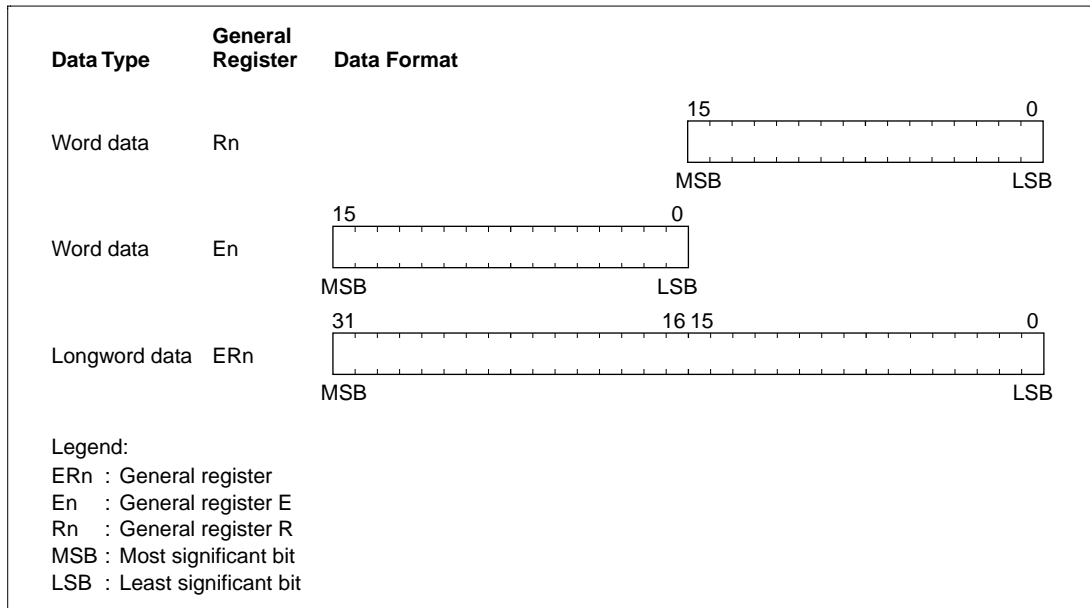 Data Type General Register Data Format
15 0
Word data Rn
MSB LSB
15 0
Word data En
MSB LSB
31 16 15 0
Longword data ERn
MSB LSB
Legend:
ERn : General register
En : General register E
Rn : General register R
MSB : Most significant bit
LSB : Least significant bit